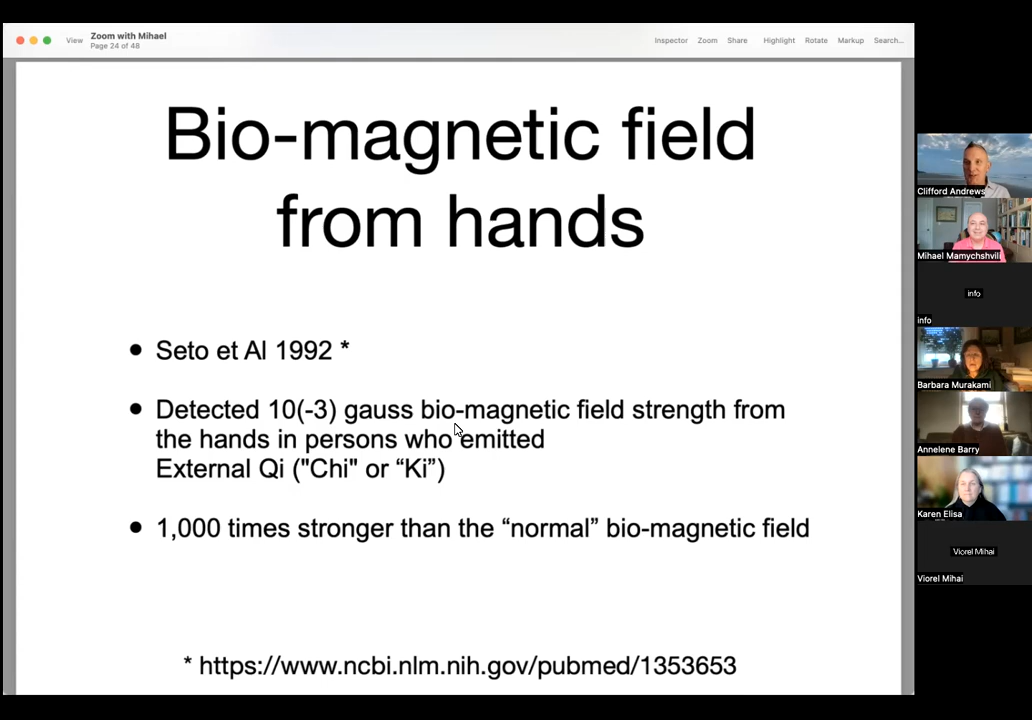 View
Zoom with Mihael
Page 24 of 48
Inspector
Zoom
Share
Highlight
Rotate
Markup
Search...
Bio-magnetic field
from hands
• Seto et Al 1992 *
• Detected 10(-3) gauss bio-magnetic field strength from
the hands in persons who emitted
External Qi ("Chi" or “Ki”)
• 1,000 times stronger than the “normal” bio-magnetic field
* https://www.ncbi.nlm.nih.gov/pubmed/1353653
Clifford Andrews
Mihael Mamychshvili
info
info
Barbara Murakami
Annelene Barry
Karen Elisa
Viorel Mihai
Viorel Mihai